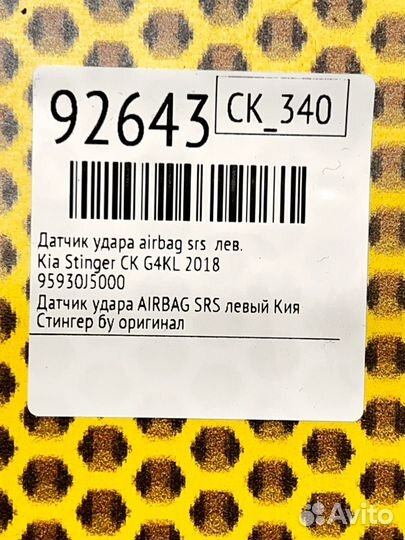 92643
CK_340
Датчик удара airbag srs лев.
Kia Stinger CK G4KL 2018
95930J5000
Датчик удара AIRBAG SRS левый Кия
Стингер бу оригинал
Avito